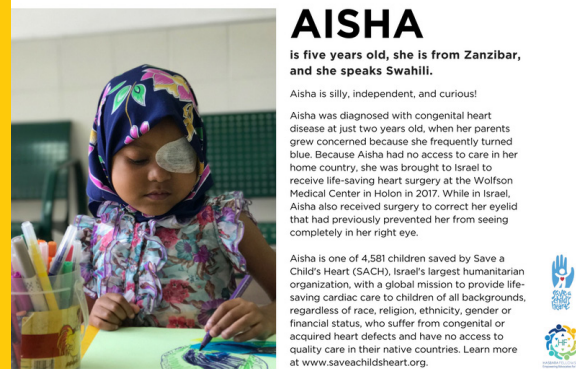 AISHA
is five years old, she is from Zanzibar,
and she speaks Swahili.
Aisha is silly, independent, and curious!
Aisha was diagnosed with congenital heart
disease at just two years old, when her parents
grew concerned because she frequently turned
blue. Because Aisha had no access to care in her
home country, she was brought to Israel to
receive life-saving heart surgery at the Wolfson
Medical Center in Holon in 2017. While in Israel,
Aisha also received surgery to correct her eyelid
that had previously prevented her from seeing
completely in her right eye.
Aisha is one of 4,581 children saved by Save a
Child's Heart (SACH), Israel's largest humanitarian
organization, with a global mission to provide life-
saving cardiac care to children of all backgrounds,
regardless of race, religion, ethnicity, gender or
financial status, who suffer from congenital or
acquired heart defects and have no access to
quality care in their native countries. Learn more
at www.saveachildsheart.org.
save a
child's
heart